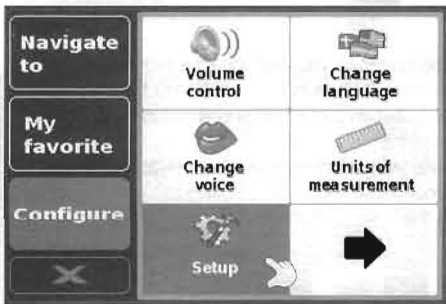 Navigate
to
My
favorite
Configure
Volume
control
Change
language
Change
voice
Units of
measurement
Setup